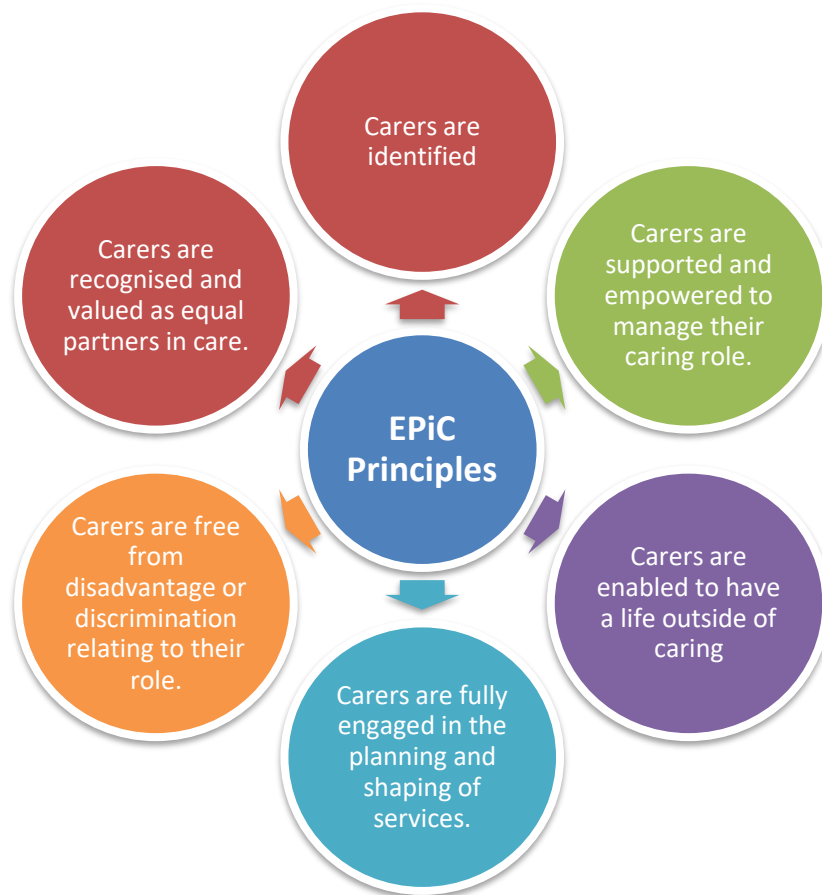 Carers are
identified
Carers are
supported and
empowered to
manage their
caring role.
Carers are
enabled to have
a life outside of
caring
Carers are fully
engaged in the
planning and
shaping of
services.
Carers are free
from
disadvantage or
discrimination
relating to their
role.
Carers are
recognised and
valued as equal
partners in care.
EPiC
Principles